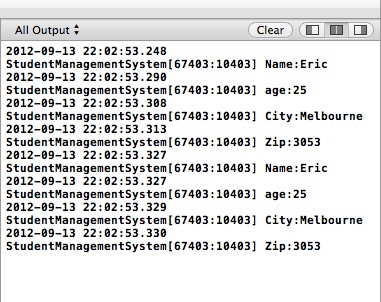 All Output
Clear
2012-09-13 22:02:53.248
StudentManagementSystem[67403:10403] Name:Eric
2012-09-13 22:02:53.290
StudentManagementSystem[67403:10403] age:25
2012-09-13 22:02:53.308
StudentManagementSystem[67403:10403] City:Melbourne
2012-09-13 22:02:53.313
StudentManagementSystem[67403:10403] Zip:3053
2012-09-13 22:02:53.327
StudentManagementSystem[67403:10403] Name:Eric
2012-09-13 22:02:53.327
StudentManagementSystem[67403:10403] age:25
2012-09-13 22:02:53.329
StudentManagementSystem[67403:10403] City:Melbourne
2012-09-13 22:02:53.330
StudentManagementSystem[67403:10403] Zip:3053